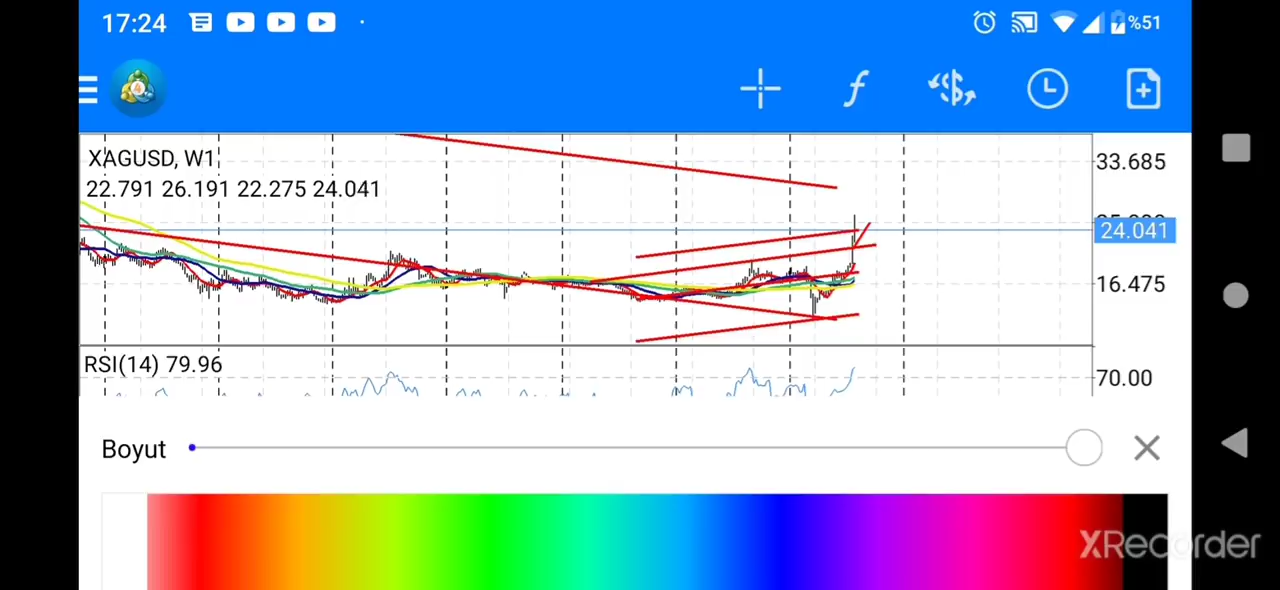 17:24
%51
XAGUSD, W1
22.791 26.191 22.275 24.041
33.685
24.041
16.475
RSI(14) 79.96
70.00
Boyut
XRecorder